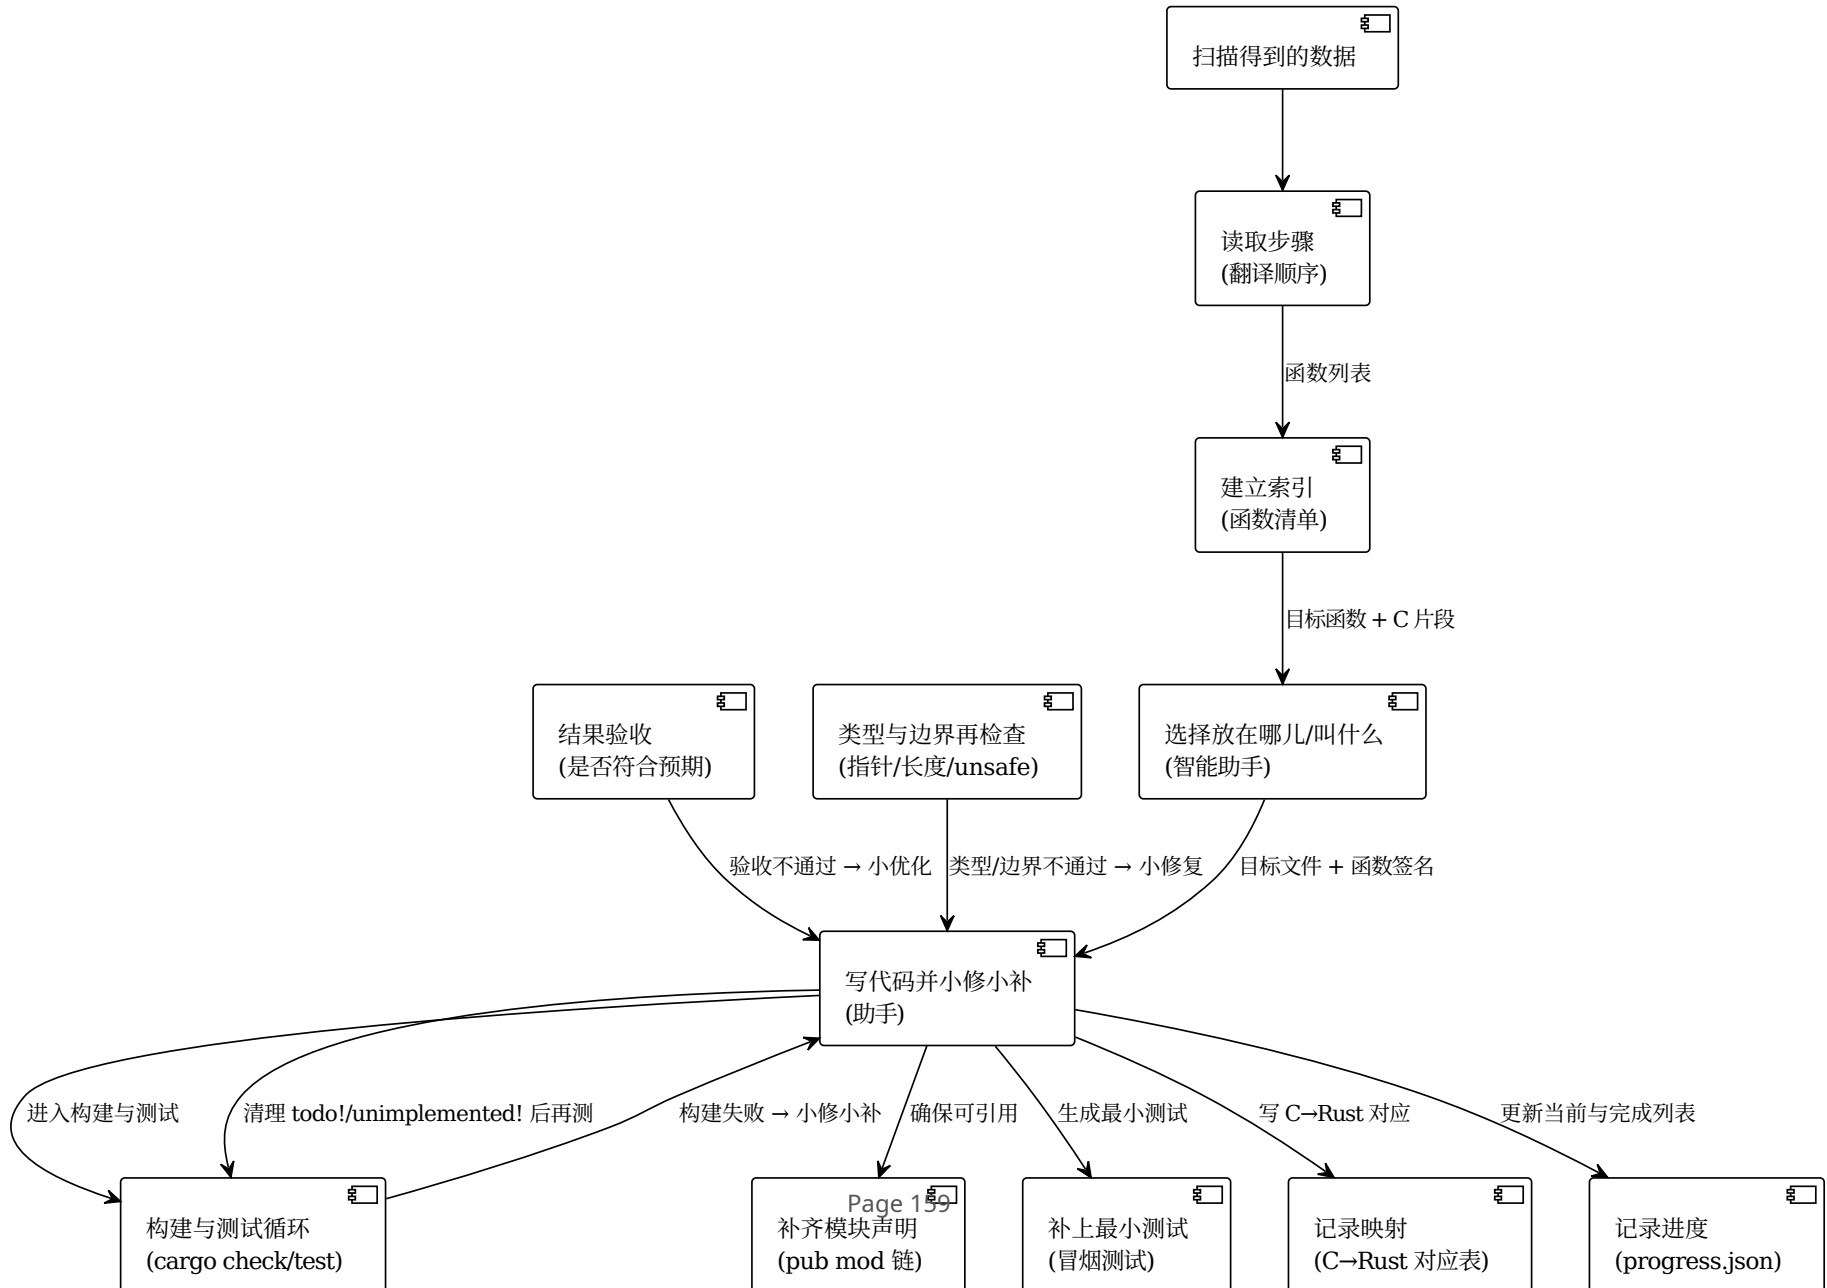 扫描得到的数据
读取步骤
(翻译顺序)
函数列表
建立索引
(函数清单)
目标函数 + C 片段
结果验收
(是否符合预期)
类型与边界再检查
(指针/长度/unsafe)
选择放在哪儿/叫什么
(智能助手)
验收不通过 → 小优化
类型/边界不通过 → 小修复
目标文件 + 函数签名
写代码并小修小补
(助手)
进入构建与测试
清理 todo!/unimplemented! 后再测
构建失败 → 小修小补
确保可引用
生成最小测试
写 C→Rust 对应
更新当前与完成列表
Page 159
构建与测试循环
(cargo check/test)
补齐模块声明
(pub mod 链)
补上最小测试
(冒烟测试)
记录映射
(C→Rust 对应表)
记录进度
(progress.json)